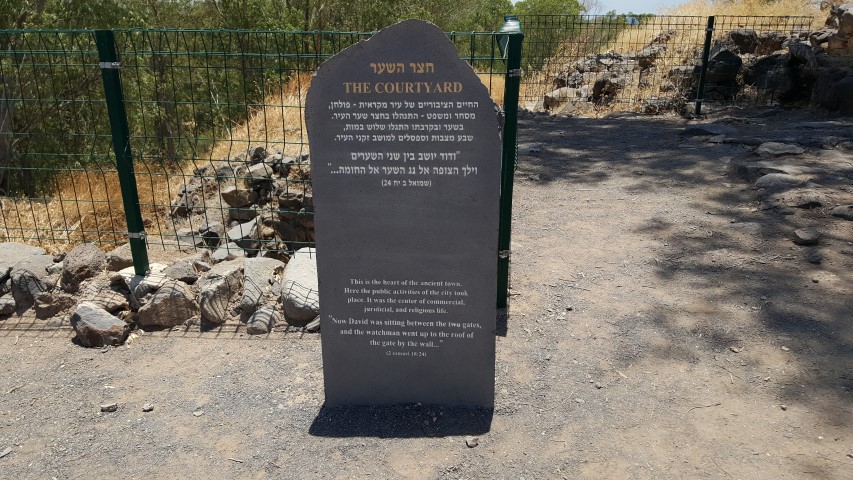 חצר השער
THE COURTYARD
החיים הציבוריים של עיר מקראית - פולחן,
מסחר ומשפט - התנהלו בחצר שער העיר.
בשער ובקרבתו התגלו שלוש במות,
שבע מצבות וספסלים למושב זקני העיר.
"ודוד יושב בין שני השערים
וילך הצופה אל גג השער אל החומה..."
(שמואל ב יח 24)
This is the heart of the ancient town.
Here the public activities of the city took
place. It was the center of commercial,
juridicial, and religious life.
"Now David was sitting between the two gates,
and the watchman went up to the roof of
the gate by the wall..."
(2 samuel 18:24)